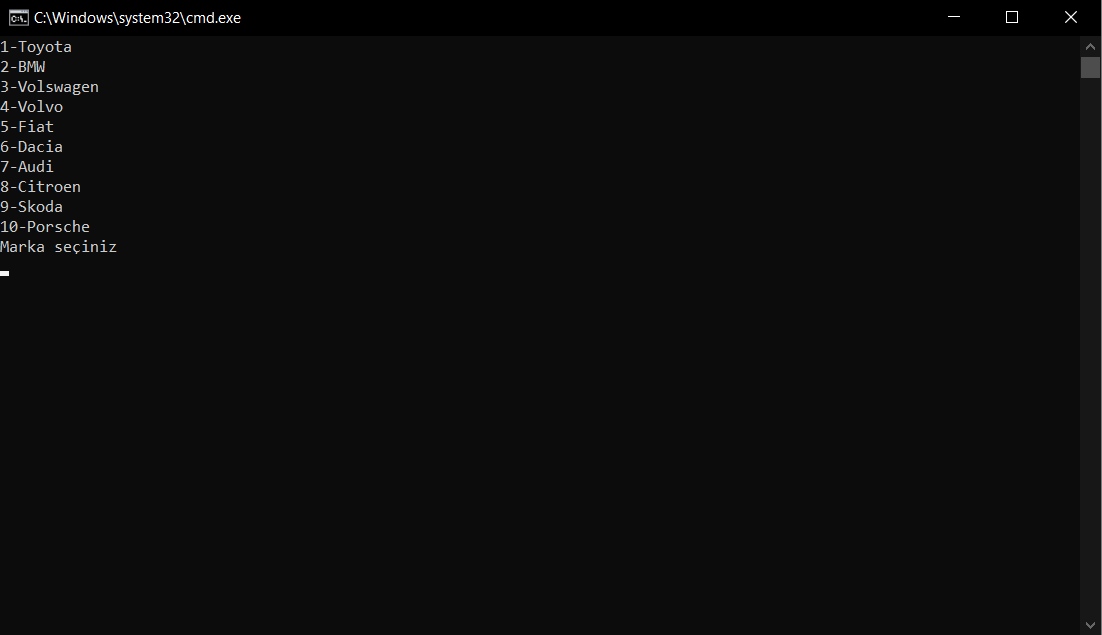 C:\Windows\system32\cmd.exe
1-Toyota
2-BMW
3-Volswagen
4-Volvo
5-Fiat
6-Dacia
7-Audi
8-Citroen
9-Skoda
10-Porsche
Marka seçiniz